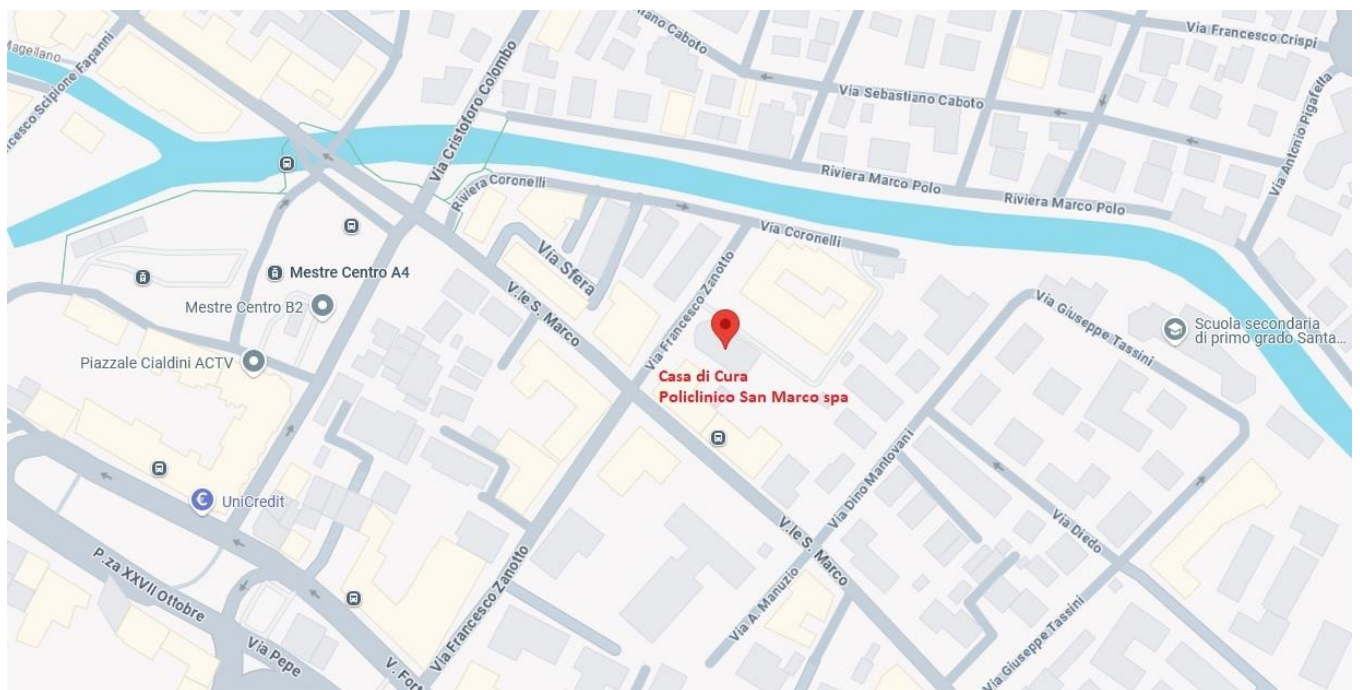 Magellano
Francesco Scipione Fapanni
Via Cristoforo Colombo
tiano Caboto
Via Francesco Crispi
Via Sebastiano Caboto
Via Antonio Pigafetta
Riviera Marco Polo
Riviera Marco Polo
Riviera Coronelli
Via Coronelli
Via Sfera
Via Francesco Zanotto
Mestre Centro A4
Mestre Centro B2
V.le S. Marco
Via Giuseppe Tassini
Scuola secondaria
di primo grado Santa...
Piazzale Cialdini ACTV
Casa di Cura
Policlinico San Marco spa
Via Dino Mantovani
UniCredit
V.le S. Marco
Via Diedo
P.za XXVII Ottobre
Via Francesco Zanotto
Via A. Manuzio
Via Giuseppe Tassini
Via Pepe
V. Fort